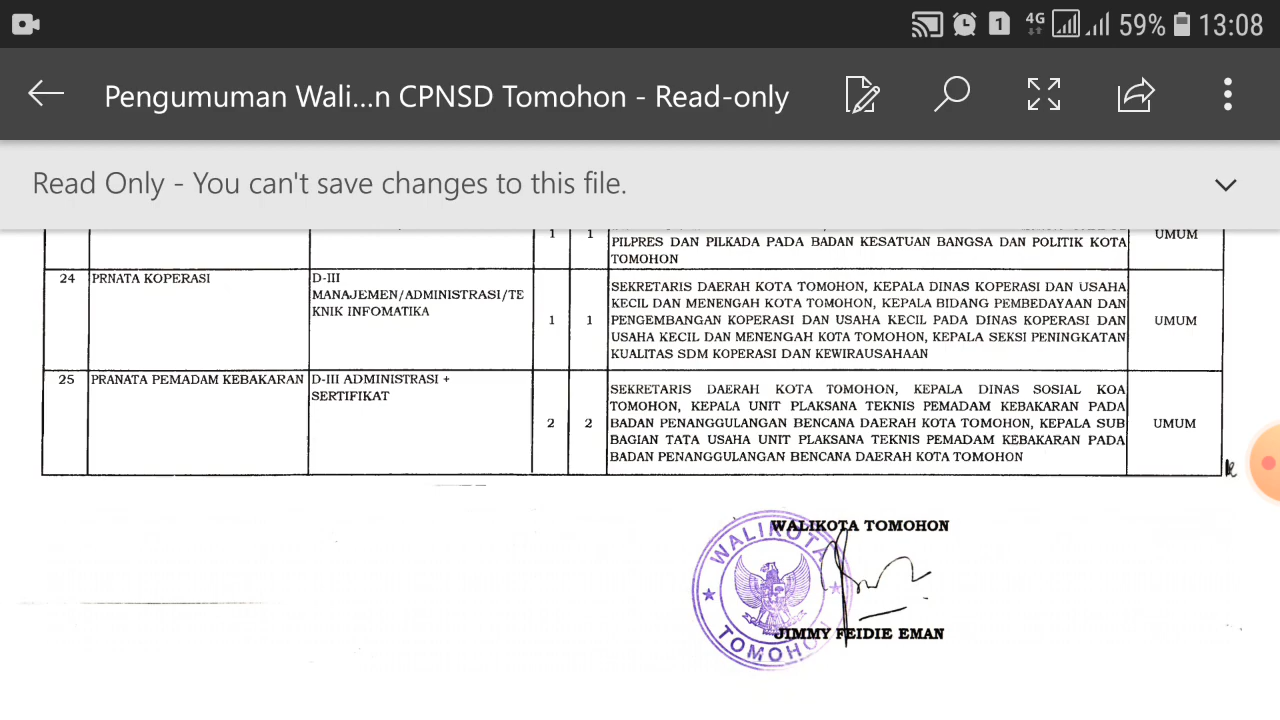 4G 1 59% 13:08
Pengumuman Wali...n CPNSD Tomohon - Read-only
Read Only - You can't save changes to this file.
1 1 UMUM
PILPRES DAN PILKADA PADA BADAN KESATUAN BANGSA DAN POLITIK KOTA
TOMOHON
24 PRNATA KOPERASI
D-III
MANAJEMEN/ADMINISTRASI/TE
KNIK INFOMATIKA
1 1
SEKRETARIS DAERAH KOTA TOMOHON, KEPALA DINAS KOPERASI DAN USAHA
KECIL DAN MENENGAH KOTA TOMOHON, KEPALA BIDANG PEMBEDAYAAN DAN
PENGEMBANGAN KOPERASI DAN USAHA KECIL PADA DINAS KOPERASI DAN
USAHA KECIL DAN MENENGAH KOTA TOMOHON, KEPALA SEKSI PENINGKATAN
KUALITAS SDM KOPERASI DAN KEWIRAUSAHAAN
UMUM
25 PRANATA PEMADAM KEBAKARAN
D-III ADMINISTRASI +
SERTIFIKAT
2 2
SEKRETARIS DAERAH KOTA TOMOHON, KEPALA DINAS SOSIAL KOA
TOMOHON, KEPALA UNIT PLAKSANA TEKNIS PEMADAM KEBAKARAN PADA
BADAN PENANGGULANGAN BENCANA DAERAH KOTA TOMOHON, KEPALA SUB
BAGIAN TATA USAHA UNIT PLAKSANA TEKNIS PEMADAM KEBAKARAN PADA
BADAN PENANGGULANGAN BENCANA DAERAH KOTA TOMOHON
UMUM
WALIKOTA TOMOHON
WALIKOTA
TOMOHON
JIMMY FEIDIE EMAN